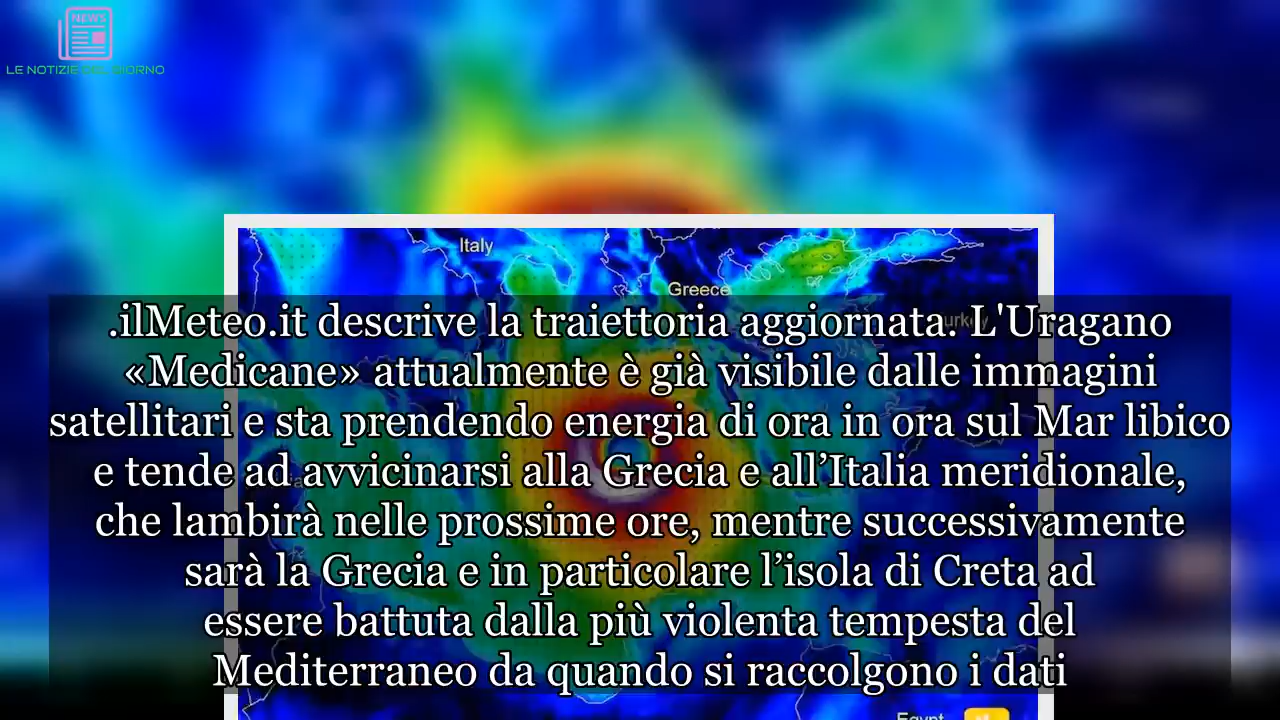 NEWS
LE NOTIZIE DEL GIORNO
Italy
Greece
.ilMeteo.it descrive la traiettoria aggiornata. L'Uragano
«Medicane» attualmente è già visibile dalle immagini
satellitari e sta prendendo energia di ora in ora sul Mar libico
e tende ad avvicinarsi alla Grecia e all’Italia meridionale,
che lambirà nelle prossime ore, mentre successivamente
sarà la Grecia e in particolare l’isola di Creta ad
essere battuta dalla più violenta tempesta del
Mediterraneo da quando si raccolgono i dati
Egypt